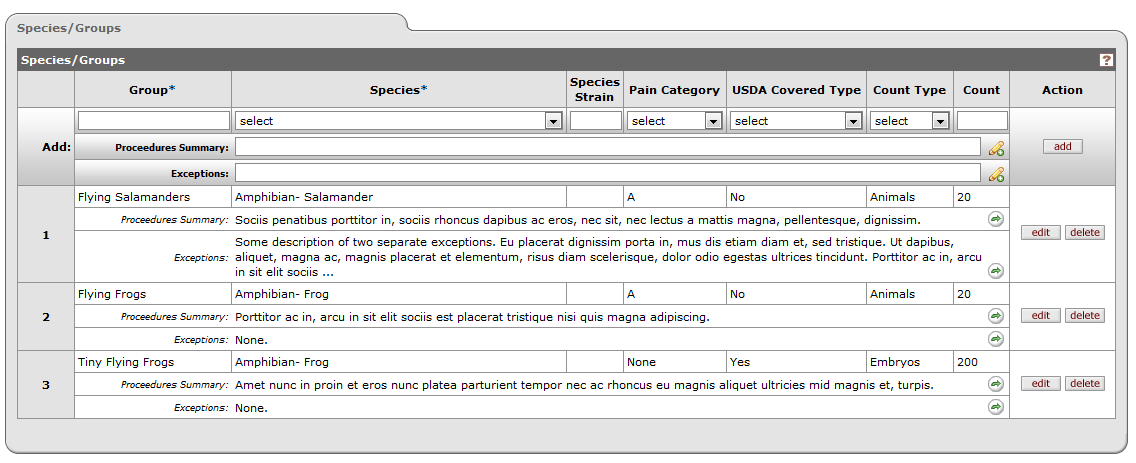 Species/Groups
Species/Groups ?
Group* Species* Species Strain Pain Category USDA Covered Type Count Type Count Action
Add: select select select select add
Proceedures Summary:
Exceptions:
1 Flying Salamanders Amphibian- Salamander A No Animals 20 edit delete
Proceedures Summary: Sociis penatibus porttitor in, sociis rhoncus dapibus ac eros, nec sit, nec lectus a mattis magna, pellentesque, dignissim.
Exceptions: Some description of two separate exceptions. Eu placerat dignissim porta in, mus dis etiam diam et, sed tristique. Ut dapibus,
aliquet, magna ac, magnis placerat et elementum, risus diam scelerisque, dolor odio egestas ultrices tincidunt. Porttitor ac in, arcu
in sit elit sociis ...
2 Flying Frogs Amphibian- Frog A No Animals 20 edit delete
Proceedures Summary: Porttitor ac in, arcu in sit elit sociis est placerat tristique nisi quis magna adipiscing.
Exceptions: None.
3 Tiny Flying Frogs Amphibian- Frog None Yes Embryos 200 edit delete
Proceedures Summary: Amet nunc in proin et eros nunc platea parturient tempor nec ac rhoncus eu magnis aliquet ultricies mid magnis et, turpis.
Exceptions: None.